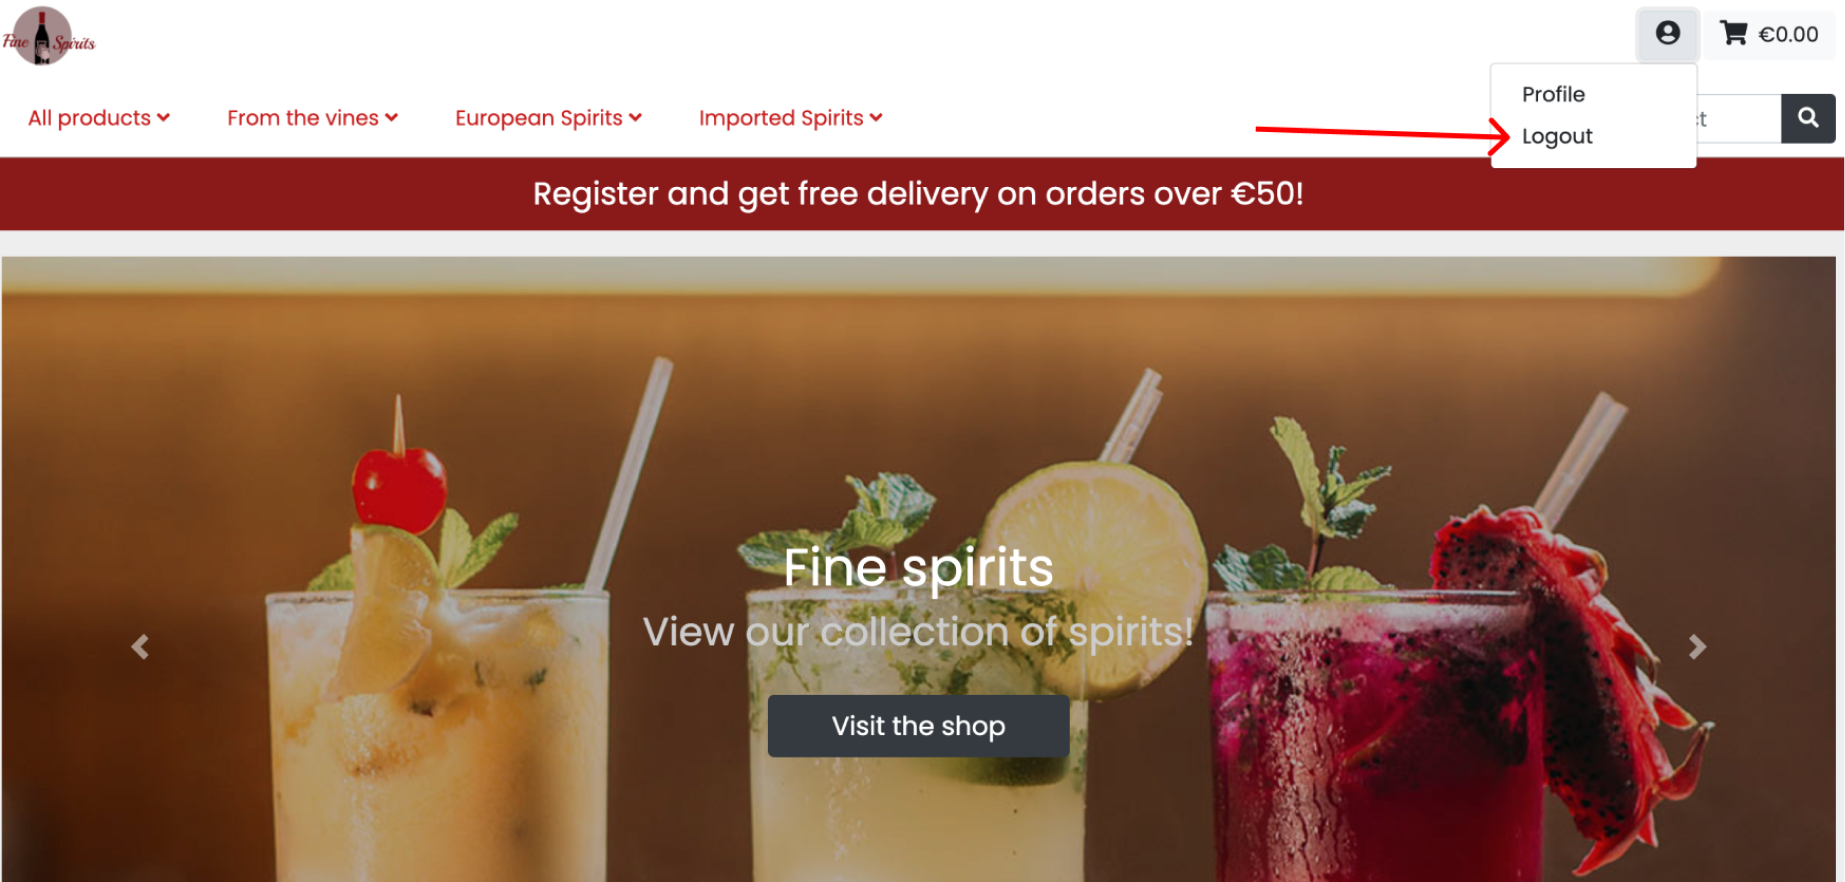 Fine Spirits
€0.00
Profile
Logout
All products
From the vines
European Spirits
Imported Spirits
ct
Register and get free delivery on orders over €50!
Fine spirits
View our collection of spirits!
Visit the shop